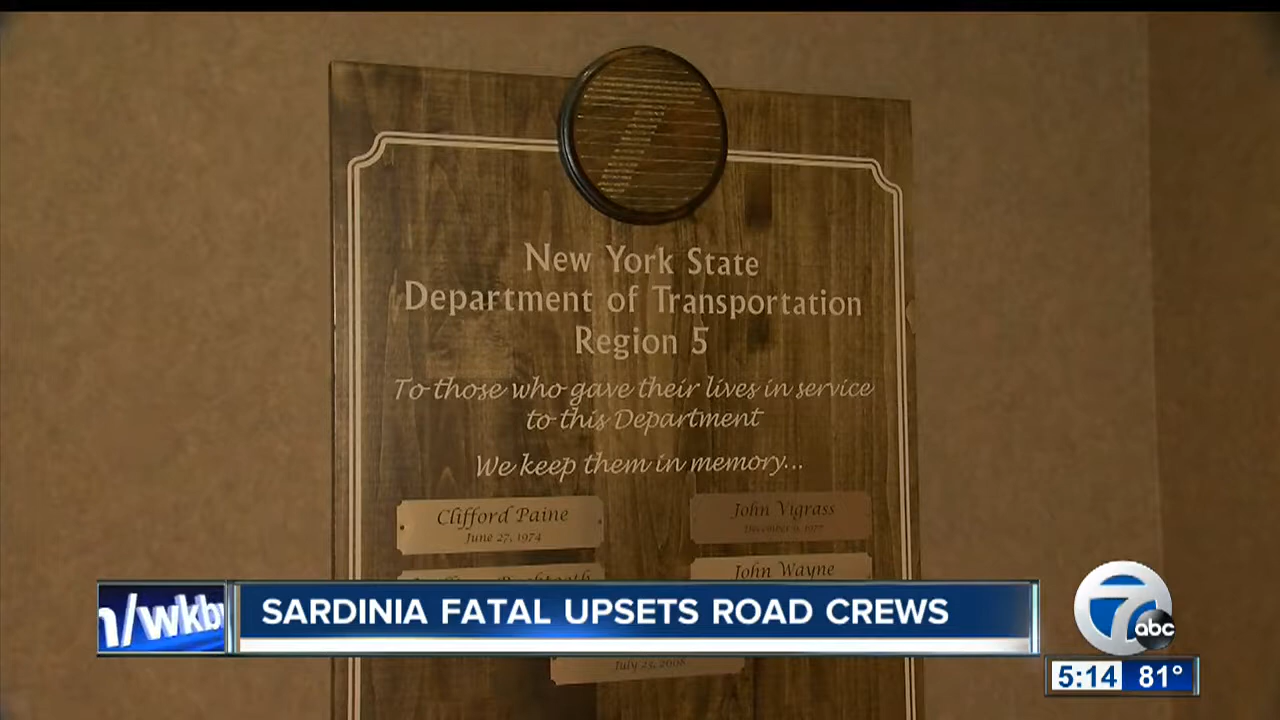 New York State
Department of Transportation
Region 5
To those who gave their lives in service
to this Department
We keep them in memory...
Clifford Paine
June 27, 1974
John Vigrass
December 9, 1977
John Wayne
n/wkb
SARDINIA FATAL UPSETS ROAD CREWS
7
abc
July 23, 2008
5:14 81°